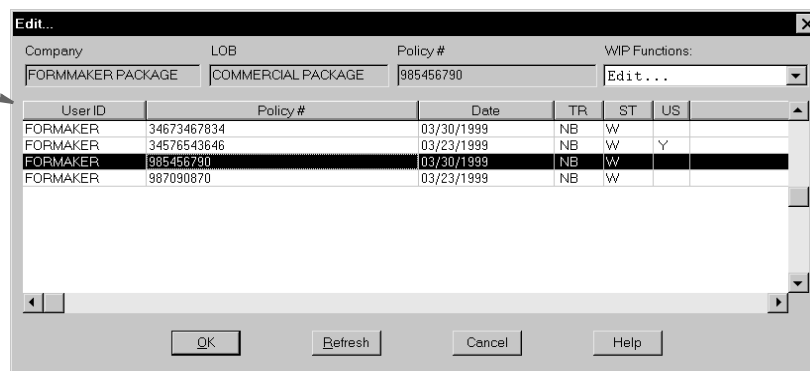 Edit...
Company LOB Policy # WIP Functions:
FORMMAKER PACKAGE COMMERCIAL PACKAGE 985456790 Edit...
User ID Policy # Date TR ST US
FORMAKER 34673467834 03/30/1999 NB W
FORMAKER 34576543646 03/23/1999 NB W Y
FORMAKER 985456790 03/30/1999 NB W
FORMAKER 987090870 03/23/1999 NB W
OK Refresh Cancel Help